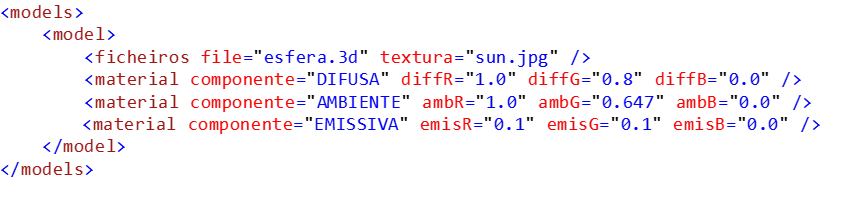 <models>
<model>
<ficheiros file="esfera.3d" textura="sun.jpg" />
<material componente="DIFUSA" diffR="1.0" diffG="0.8" diffB="0.0" />
<material componente="AMBIENTE" ambR="1.0" ambG="0.647" ambB="0.0" />
<material componente="EMISSIVA" emisR="0.1" emisG="0.1" emisB="0.0" />
</model>
</models>